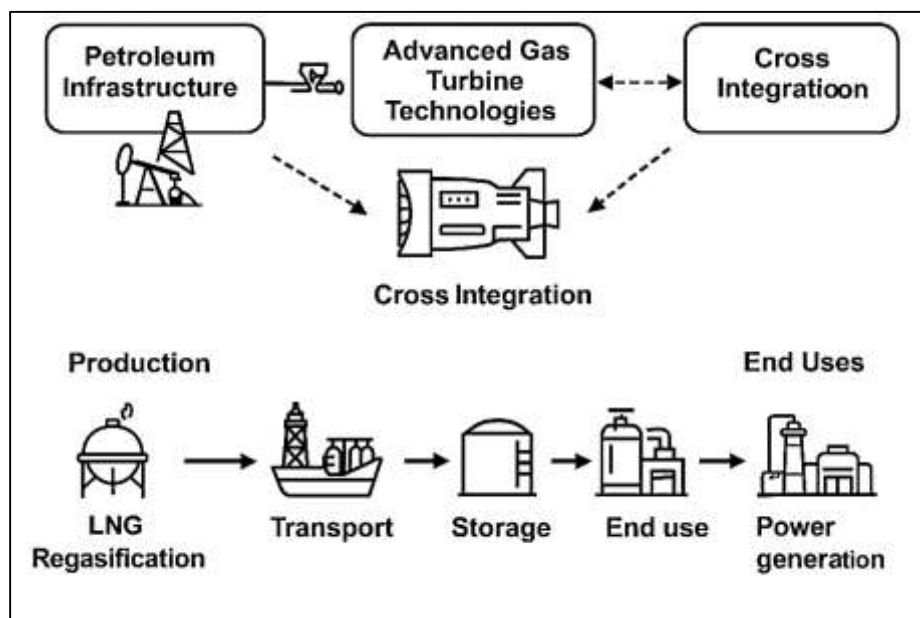 Petroleum
Infrastructure
Advanced Gas
Turbine
Technologies
Cross
Integratioon
Cross Integration
Production
End Uses
LNG
Regasification
Transport
Storage
End use
Power
generation